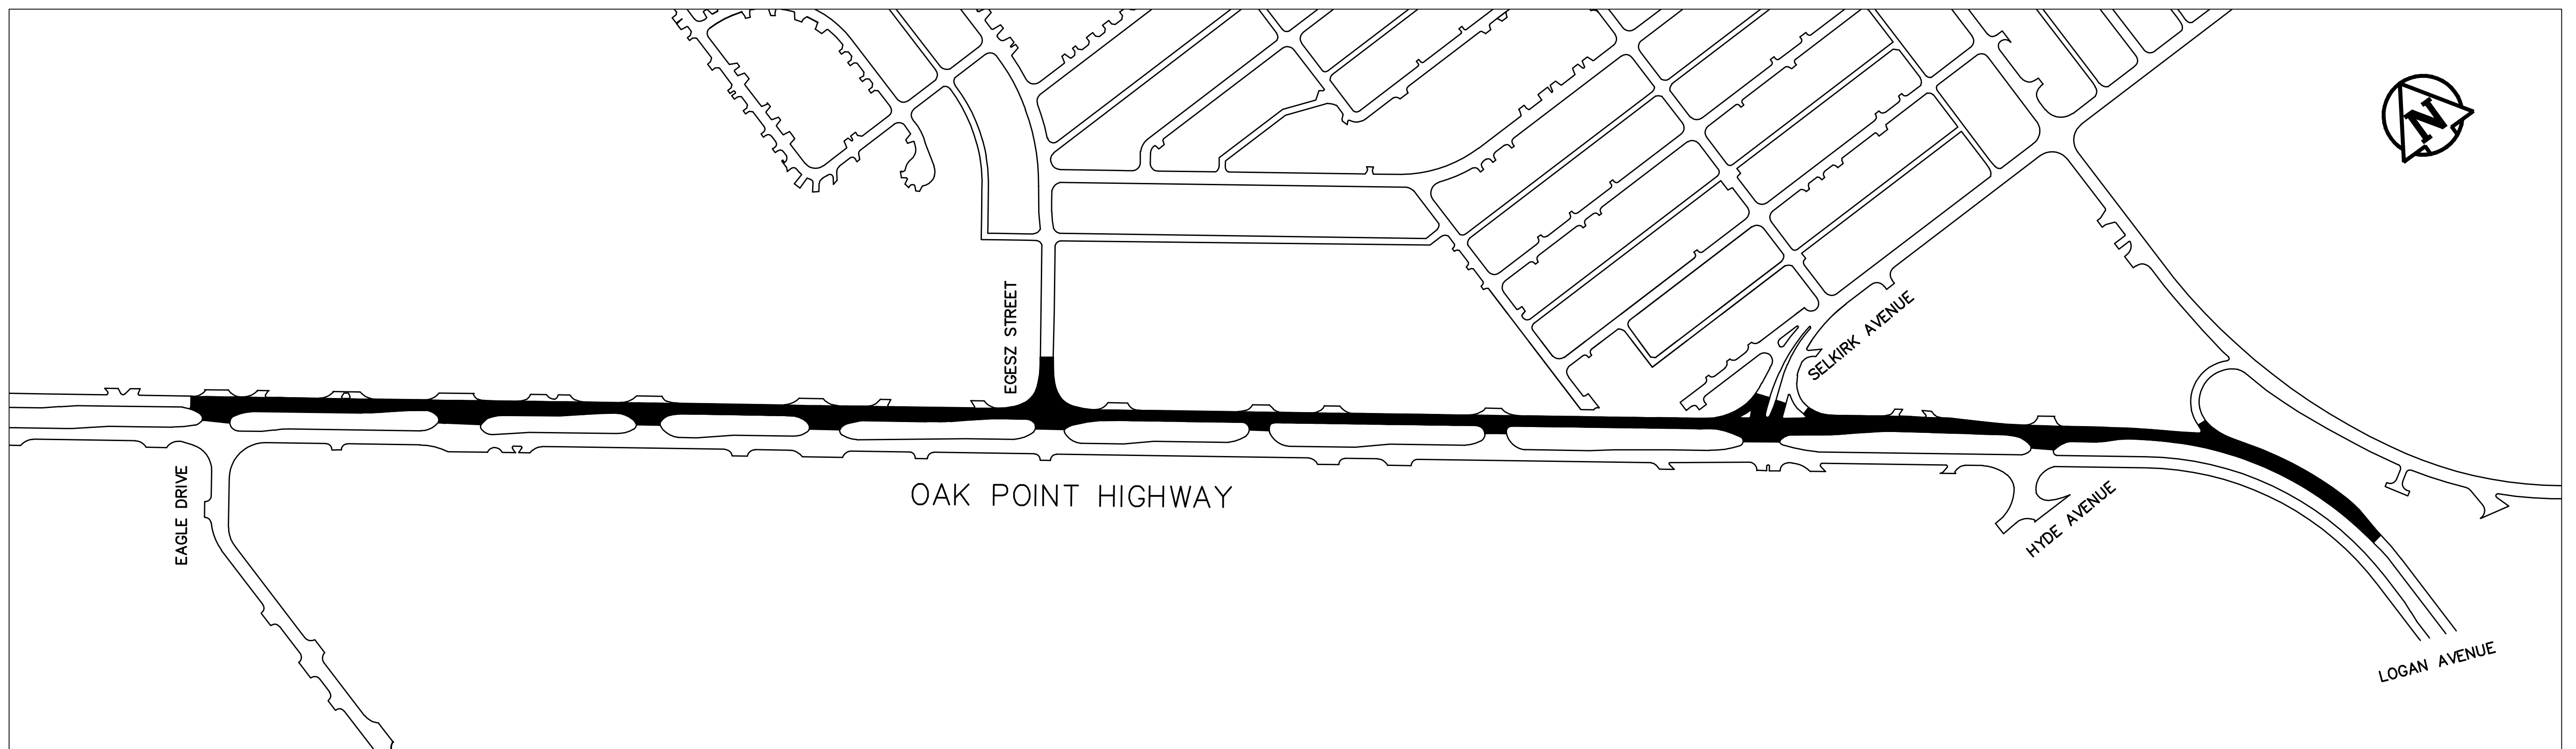 N
EGESZ STREET
SELKIRK AVENUE
EAGLE DRIVE
OAK POINT HIGHWAY
HYDE AVENUE
LOGAN AVENUE